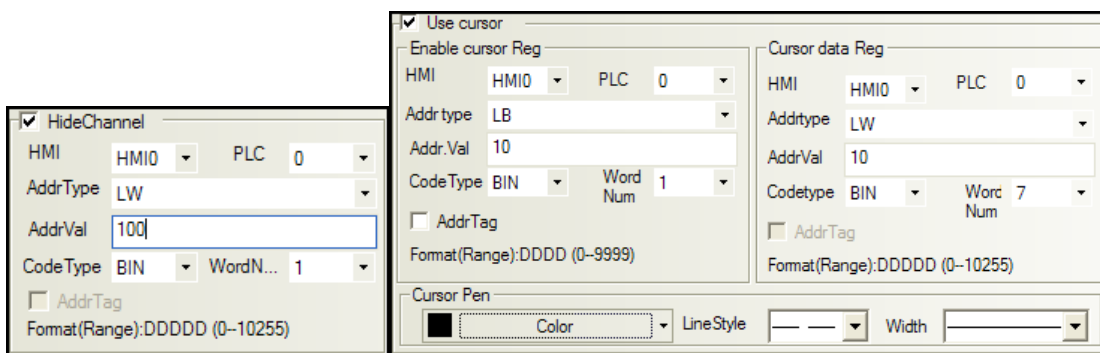 HideChannel
HMI HMI0 PLC 0
AddrType LW
AddrVal 100
CodeType BIN WordN... 1
AddrTag
Format(Range):DDDDD (0--10255)
Use cursor
Enable cursor Reg
HMI HMI0 PLC 0
Addr type LB
Addr.Val 10
CodeType BIN Word Num 1
AddrTag
Format(Range):DDDD (0--9999)
Cursor data Reg
HMI HMI0 PLC 0
Addrtype LW
AddrVal 10
Codetype BIN Word Num 7
AddrTag
Format(Range):DDDDD (0--10255)
Cursor Pen
Color LineStyle Width